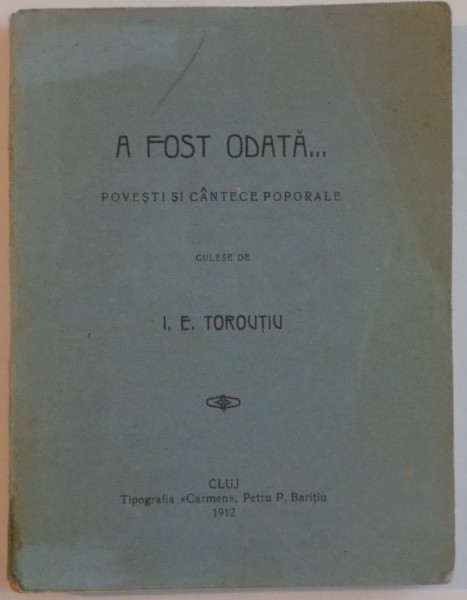 A FOST ODATĂ...
POVEȘTI ȘI CÂNTECE POPORALE
CULESE DE
I. E. TOROUȚIU
CLUJ
Tipografia «Carmen», Petru P. Barițiu
1912